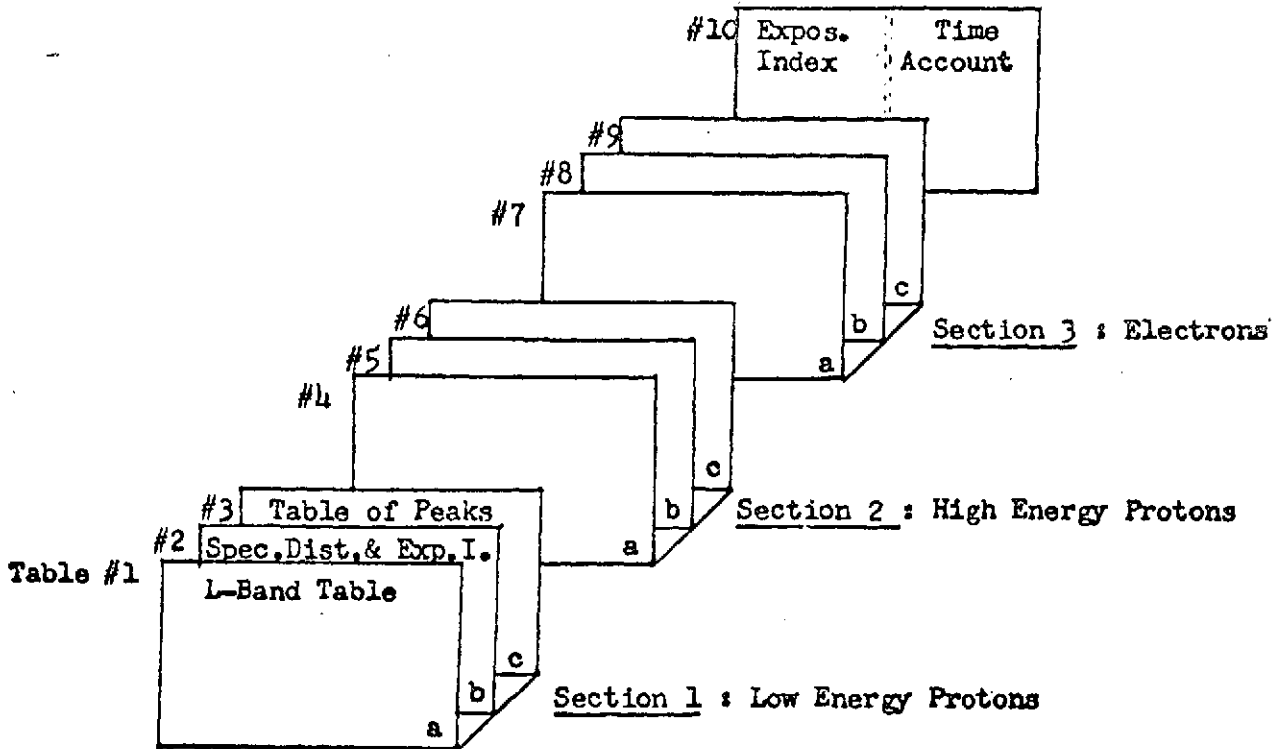 #10 Expos. Time
Index Account
#9
#8
#7
c
b
a
Section 3 : Electrons
#6
#5
#4
c
b
a
Section 2 : High Energy Protons
#3 Table of Peaks
#2 Spec.Dist.& Exp.I.
Table #1 L-Band Table
c
b
a
Section 1 : Low Energy Protons